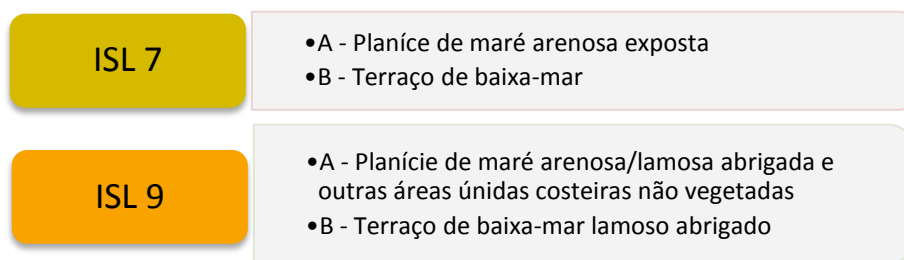 ISL 7
•A - Planíce de maré arenosa exposta
•B - Terraço de baixa-mar
ISL 9
•A - Planície de maré arenosa/lamosa abrigada e
outras áreas únidas costeiras não vegetadas
•B - Terraço de baixa-mar lamoso abrigado